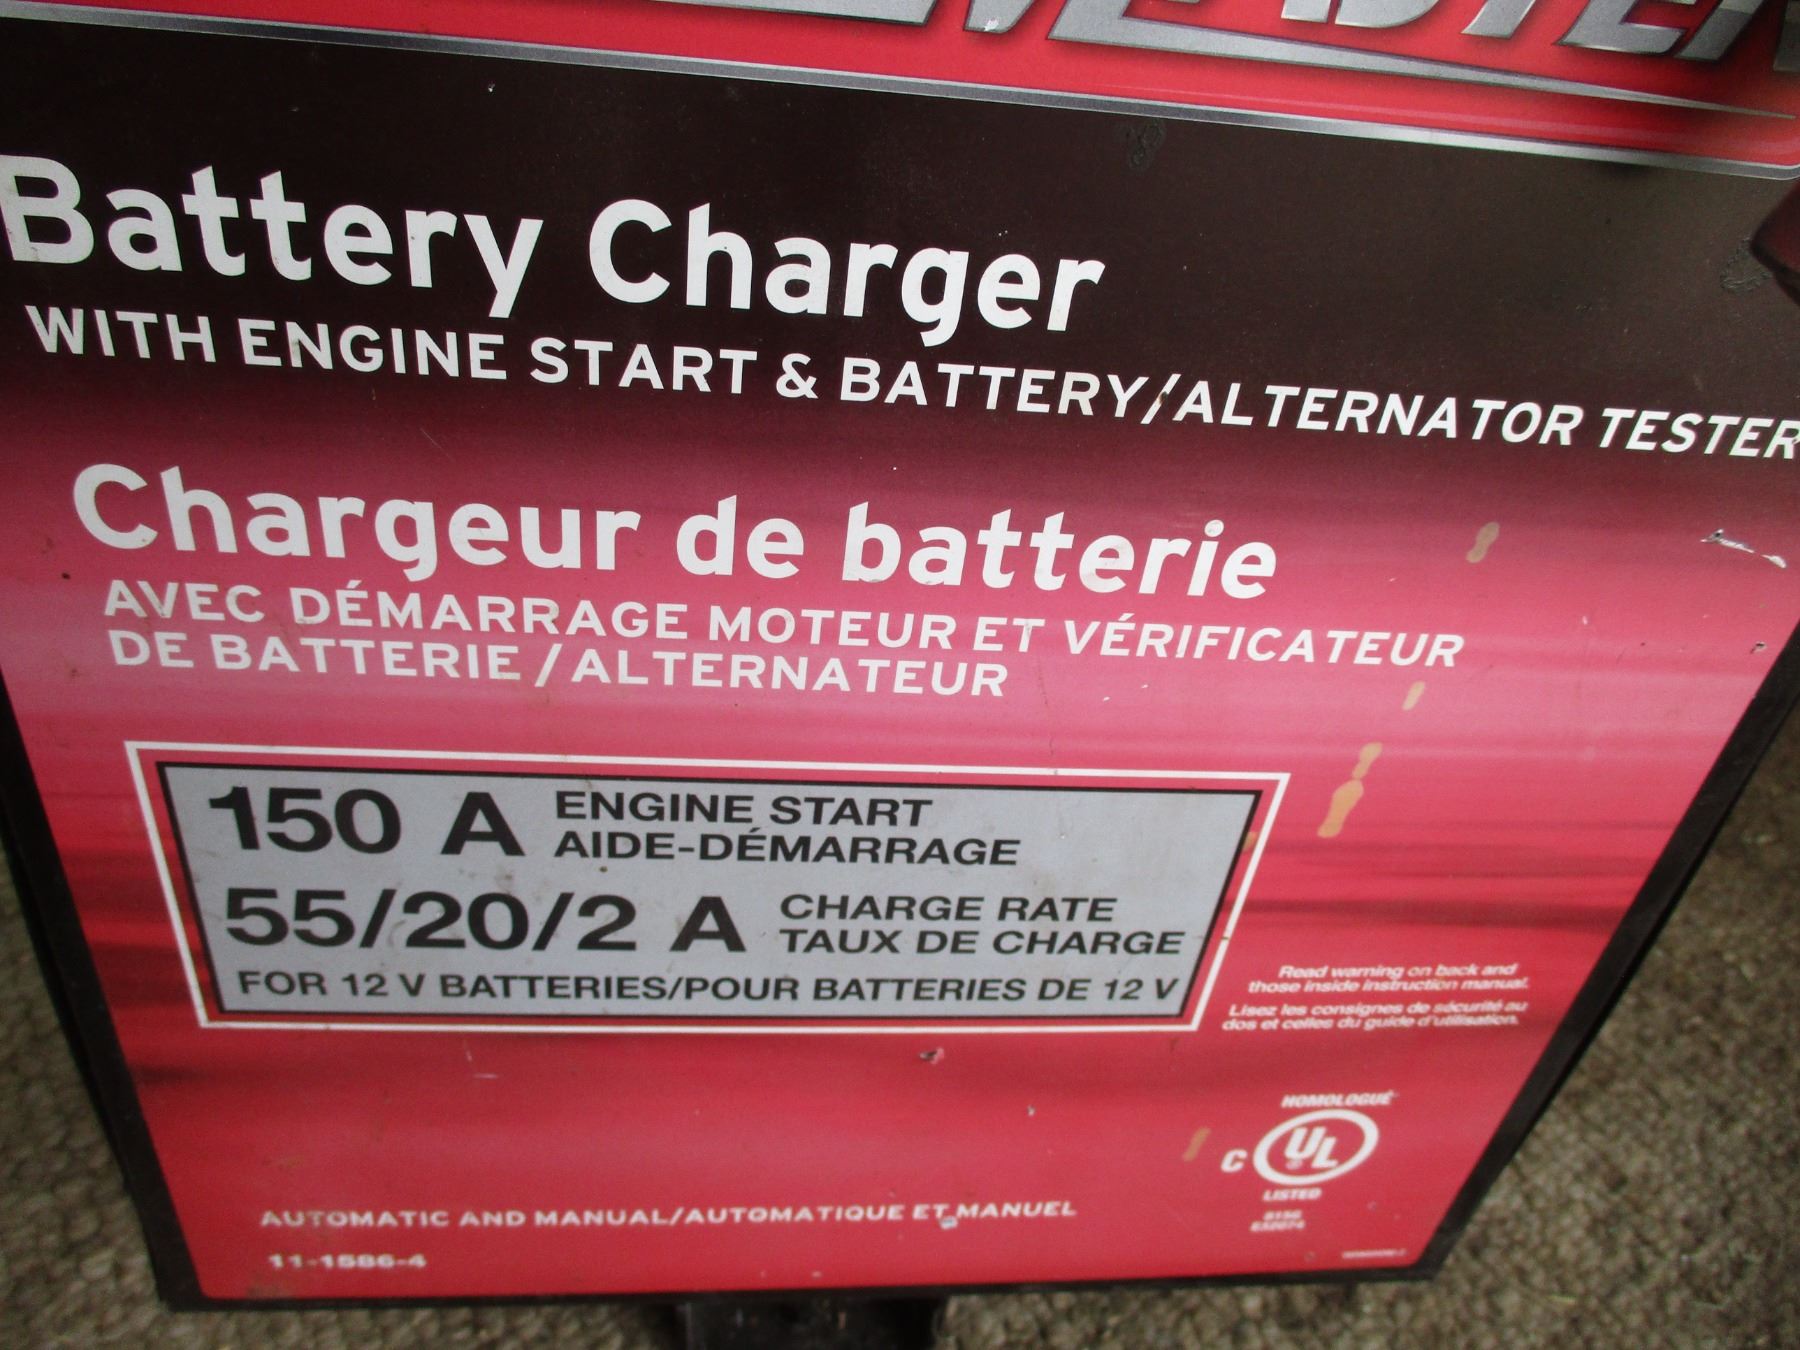 Battery Charger
WITH ENGINE START & BATTERY/ALTERNATOR TESTER
Chargeur de batterie
AVEC DÉMARRAGE MOTEUR ET VÉRIFICATEUR
DE BATTERIE / ALTERNATEUR
150 A ENGINE START
AIDE-DÉMARRAGE
55/20/2 A CHARGE RATE
TAUX DE CHARGE
FOR 12 V BATTERIES/POUR BATTERIES DE 12 V
Read warning on back and
those inside instruction manual.
Lisez les consignes de sécurité au
dos et celles du guide d'utilisation.
HOMOLOGUÉ
C UL
LISTED
AUTOMATIC AND MANUAL/AUTOMATIQUE ET MANUEL
11-1586-4